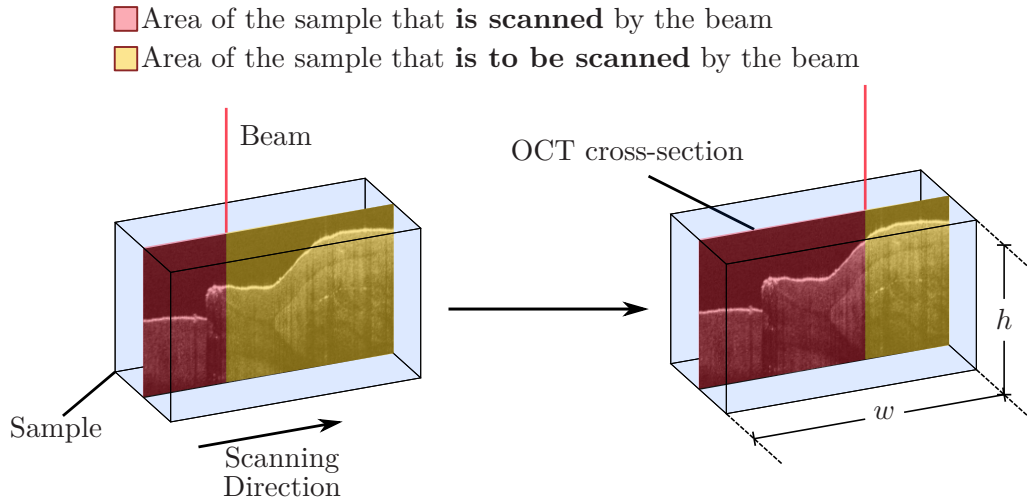 Area of the sample that is scanned by the beam
Area of the sample that is to be scanned by the beam
Beam
OCT cross-section
h
w
Sample
Scanning
Direction